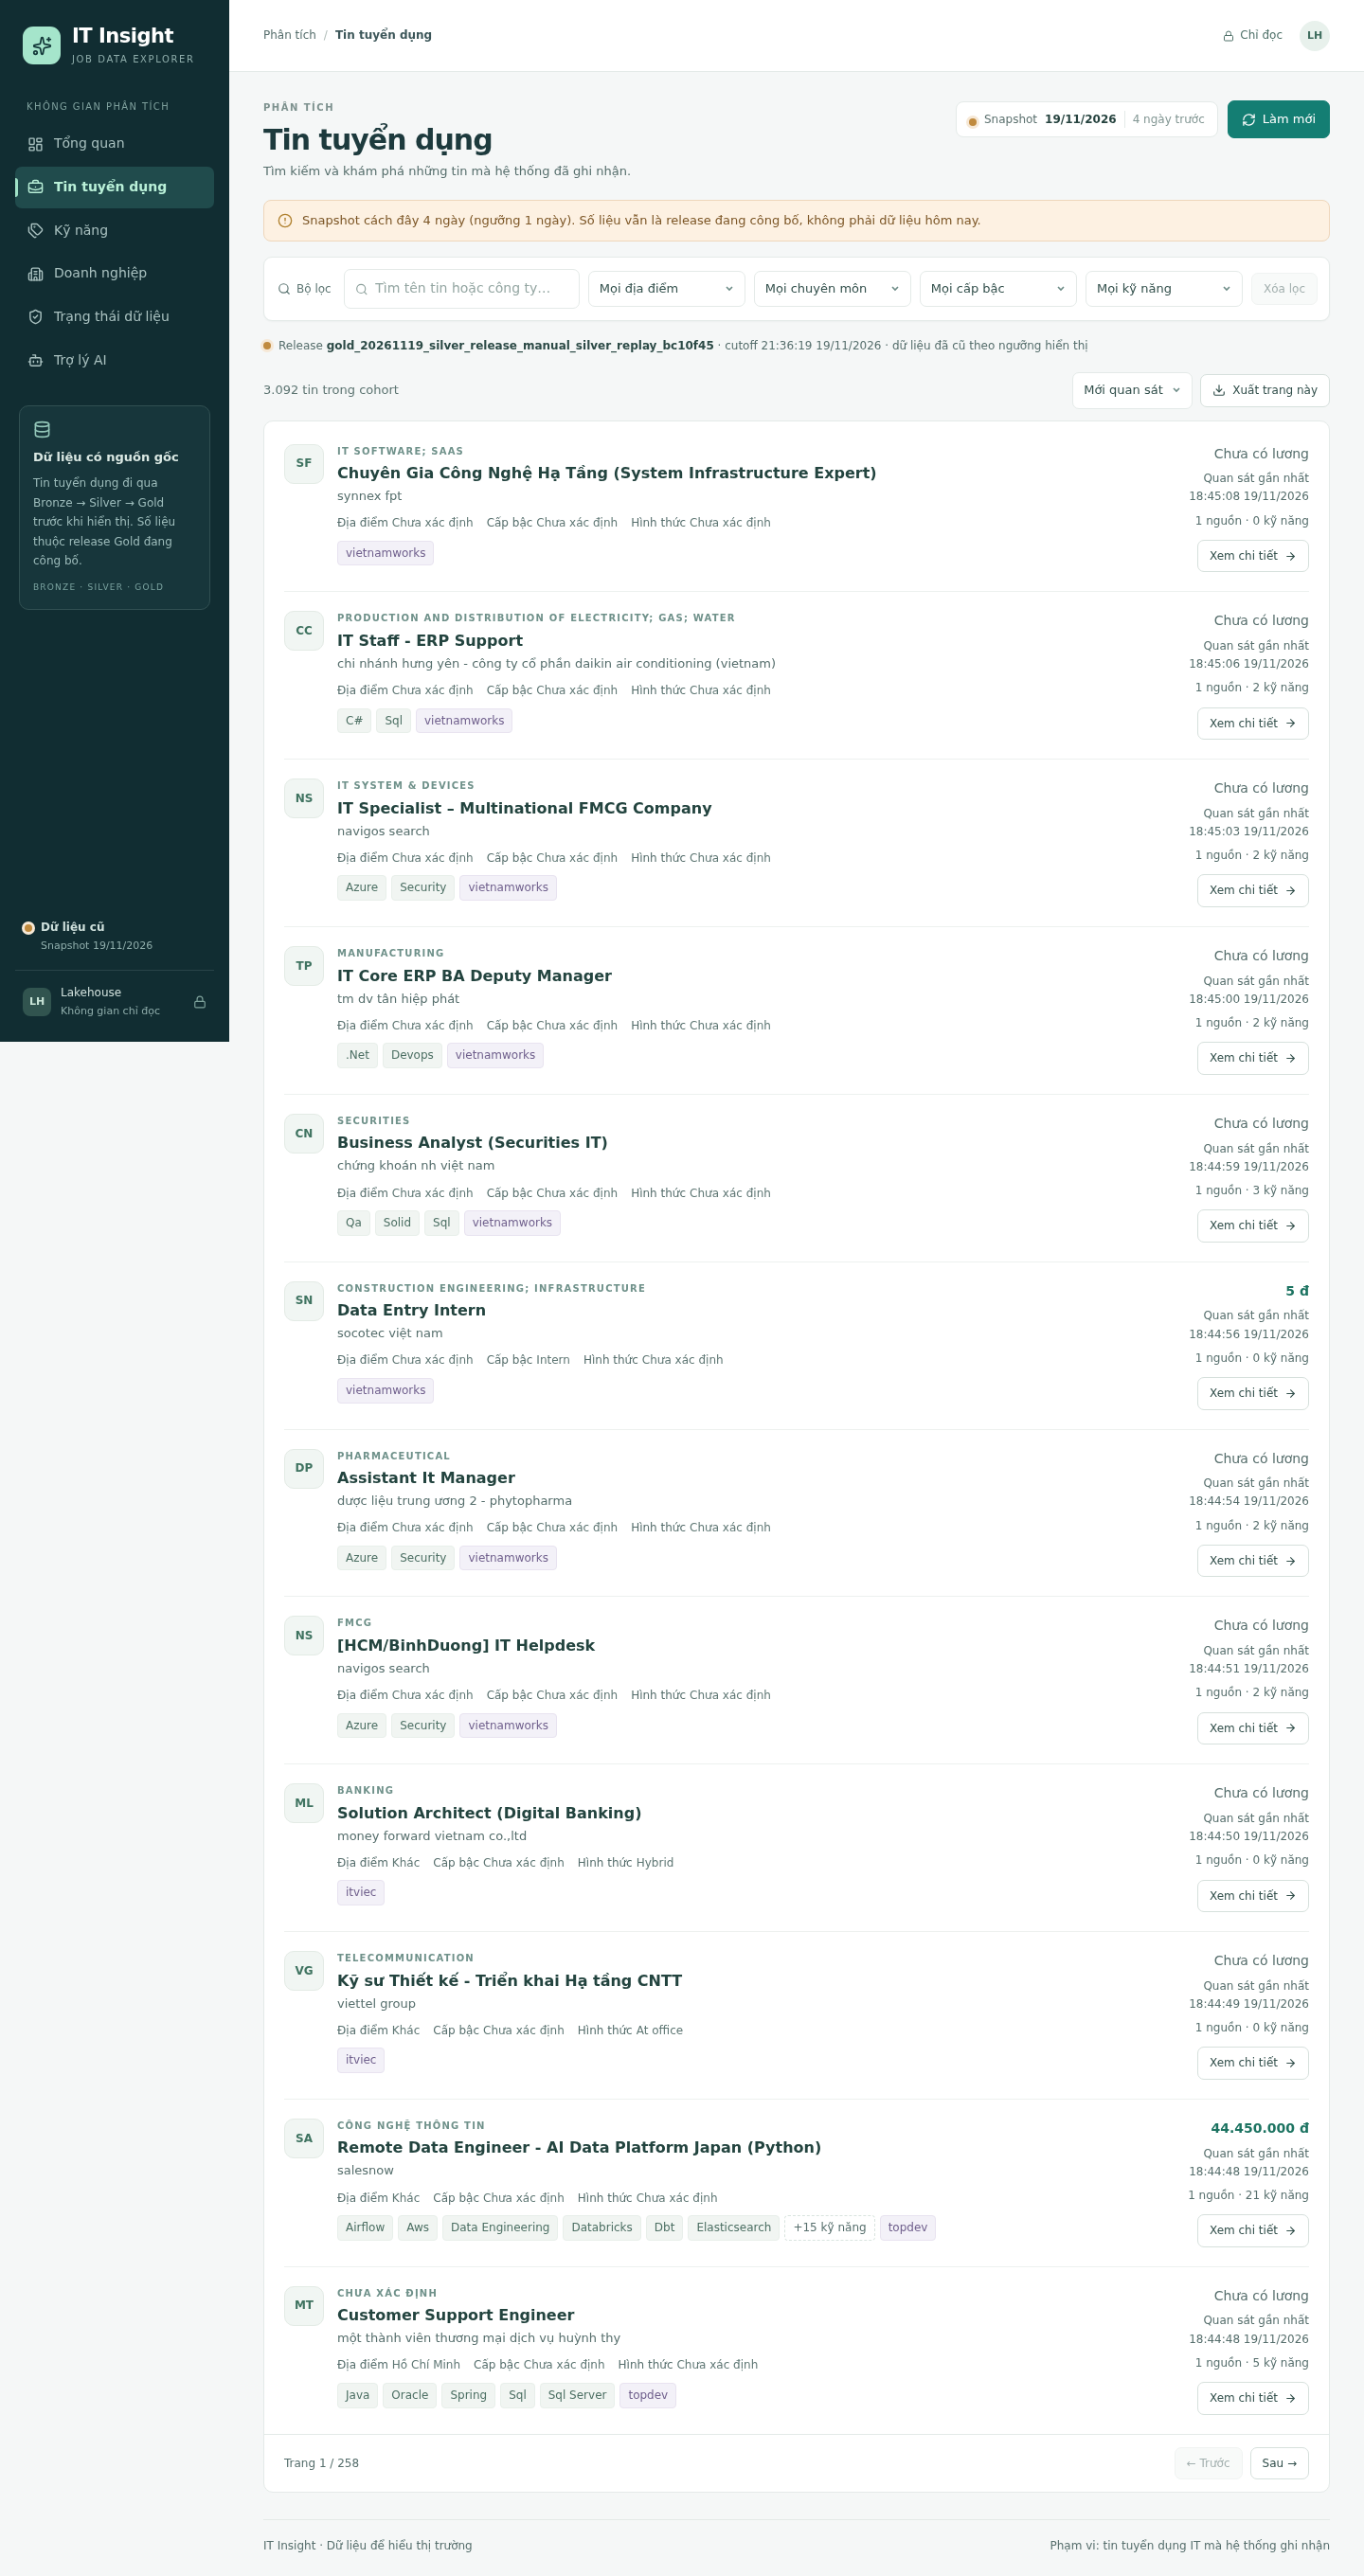 IT Insight
JOB DATA EXPLORER
KHÔNG GIAN PHÂN TÍCH
Tổng quan
Tin tuyển dụng
Kỹ năng
Doanh nghiệp
Trạng thái dữ liệu
Trợ lý AI
Dữ liệu có nguồn gốc
Tin tuyển dụng đi qua
Bronze → Silver → Gold
trước khi hiển thị. Số liệu
thuộc release Gold đang
công bố.
BRONZE · SILVER · GOLD
Dữ liệu cũ
Snapshot 19/11/2026
LH
Lakehouse
Không gian chỉ đọc
Phân tích / Tin tuyển dụng
Chỉ đọc
LH
PHÂN TÍCH
Tin tuyển dụng
Tìm kiếm và khám phá những tin mà hệ thống đã ghi nhận.
Snapshot 19/11/2026 4 ngày trước
Làm mới
Snapshot cách đây 4 ngày (ngưỡng 1 ngày). Số liệu vẫn là release đang công bố, không phải dữ liệu hôm nay.
Bộ lọc
Tìm tên tin hoặc công ty...
Mọi địa điểm
Mọi chuyên môn
Mọi cấp bậc
Mọi kỹ năng
Xóa lọc
Release gold_20261119_silver_release_manual_silver_replay_bc10f45 · cutoff 21:36:19 19/11/2026 · dữ liệu đã cũ theo ngưỡng hiển thị
3.092 tin trong cohort
Mới quan sát
Xuất trang này
SF
IT SOFTWARE; SAAS
Chuyên Gia Công Nghệ Hạ Tầng (System Infrastructure Expert)
synnex fpt
Địa điểm Chưa xác định Cấp bậc Chưa xác định Hình thức Chưa xác định
vietnamworks
Chưa có lương
Quan sát gần nhất
18:45:08 19/11/2026
1 nguồn · 0 kỹ năng
Xem chi tiết →
CC
PRODUCTION AND DISTRIBUTION OF ELECTRICITY; GAS; WATER
IT Staff - ERP Support
chi nhánh hưng yên - công ty cổ phần daikin air conditioning (vietnam)
Địa điểm Chưa xác định Cấp bậc Chưa xác định Hình thức Chưa xác định
C# Sql vietnamworks
Chưa có lương
Quan sát gần nhất
18:45:06 19/11/2026
1 nguồn · 2 kỹ năng
Xem chi tiết →
NS
IT SYSTEM & DEVICES
IT Specialist – Multinational FMCG Company
navigos search
Địa điểm Chưa xác định Cấp bậc Chưa xác định Hình thức Chưa xác định
Azure Security vietnamworks
Chưa có lương
Quan sát gần nhất
18:45:03 19/11/2026
1 nguồn · 2 kỹ năng
Xem chi tiết →
TP
MANUFACTURING
IT Core ERP BA Deputy Manager
tm dv tân hiệp phát
Địa điểm Chưa xác định Cấp bậc Chưa xác định Hình thức Chưa xác định
.Net Devops vietnamworks
Chưa có lương
Quan sát gần nhất
18:45:00 19/11/2026
1 nguồn · 2 kỹ năng
Xem chi tiết →
CN
SECURITIES
Business Analyst (Securities IT)
chứng khoán nh việt nam
Địa điểm Chưa xác định Cấp bậc Chưa xác định Hình thức Chưa xác định
Qa Solid Sql vietnamworks
Chưa có lương
Quan sát gần nhất
18:44:59 19/11/2026
1 nguồn · 3 kỹ năng
Xem chi tiết →
SN
CONSTRUCTION ENGINEERING; INFRASTRUCTURE
Data Entry Intern
socotec việt nam
Địa điểm Chưa xác định Cấp bậc Intern Hình thức Chưa xác định
vietnamworks
5 đ
Quan sát gần nhất
18:44:56 19/11/2026
1 nguồn · 0 kỹ năng
Xem chi tiết →
DP
PHARMACEUTICAL
Assistant It Manager
dược liệu trung ương 2 - phytopharma
Địa điểm Chưa xác định Cấp bậc Chưa xác định Hình thức Chưa xác định
Azure Security vietnamworks
Chưa có lương
Quan sát gần nhất
18:44:54 19/11/2026
1 nguồn · 2 kỹ năng
Xem chi tiết →
NS
FMCG
[HCM/BinhDuong] IT Helpdesk
navigos search
Địa điểm Chưa xác định Cấp bậc Chưa xác định Hình thức Chưa xác định
Azure Security vietnamworks
Chưa có lương
Quan sát gần nhất
18:44:51 19/11/2026
1 nguồn · 2 kỹ năng
Xem chi tiết →
ML
BANKING
Solution Architect (Digital Banking)
money forward vietnam co.,ltd
Địa điểm Khác Cấp bậc Chưa xác định Hình thức Hybrid
itviec
Chưa có lương
Quan sát gần nhất
18:44:50 19/11/2026
1 nguồn · 0 kỹ năng
Xem chi tiết →
VG
TELECOMMUNICATION
Kỹ sư Thiết kế - Triển khai Hạ tầng CNTT
viettel group
Địa điểm Khác Cấp bậc Chưa xác định Hình thức At office
itviec
Chưa có lương
Quan sát gần nhất
18:44:49 19/11/2026
1 nguồn · 0 kỹ năng
Xem chi tiết →
SA
CÔNG NGHỆ THÔNG TIN
Remote Data Engineer - AI Data Platform Japan (Python)
salesnow
Địa điểm Khác Cấp bậc Chưa xác định Hình thức Chưa xác định
Airflow Aws Data Engineering Databricks Dbt Elasticsearch +15 kỹ năng topdev
44.450.000 đ
Quan sát gần nhất
18:44:48 19/11/2026
1 nguồn · 21 kỹ năng
Xem chi tiết →
MT
CHƯA XÁC ĐỊNH
Customer Support Engineer
một thành viên thương mại dịch vụ huỳnh thy
Địa điểm Hồ Chí Minh Cấp bậc Chưa xác định Hình thức Chưa xác định
Java Oracle Spring Sql Sql Server topdev
Chưa có lương
Quan sát gần nhất
18:44:48 19/11/2026
1 nguồn · 5 kỹ năng
Xem chi tiết →
Trang 1 / 258
← Trước
Sau →
IT Insight · Dữ liệu để hiểu thị trường
Phạm vi: tin tuyển dụng IT mà hệ thống ghi nhận